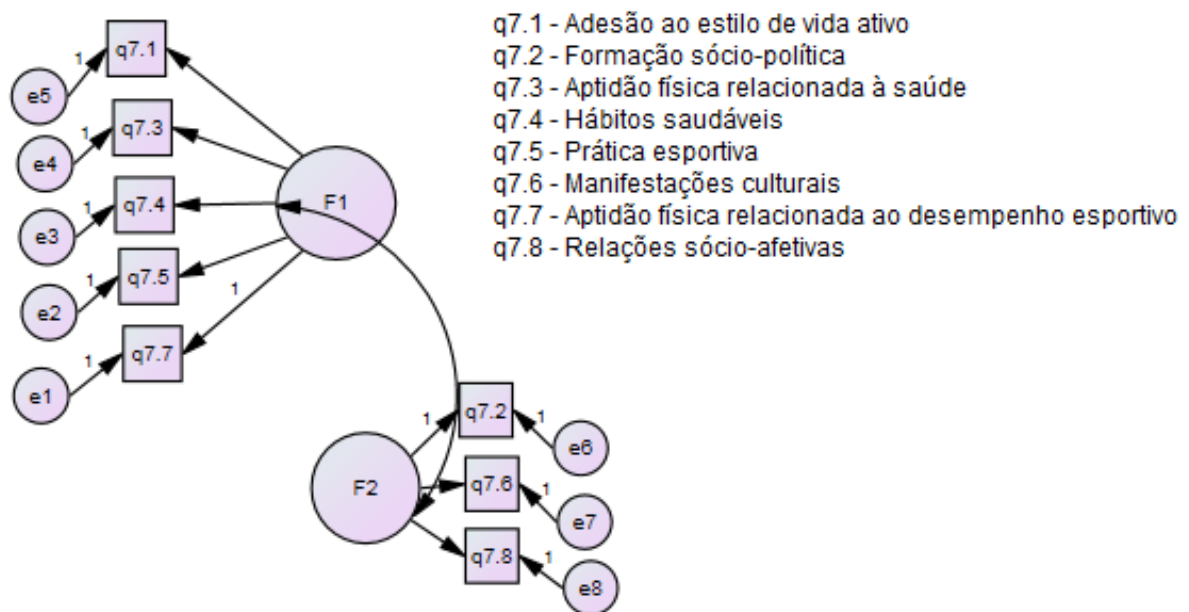 q7.1 - Adesão ao estilo de vida ativo
q7.2 - Formação sócio-política
q7.3 - Aptidão física relacionada à saúde
q7.4 - Hábitos saudáveis
q7.5 - Prática esportiva
q7.6 - Manifestações culturais
q7.7 - Aptidão física relacionada ao desempenho esportivo
q7.8 - Relações sócio-afetivas
1 q7.1
e5
1 q7.3
e4
F1
1 q7.4
e3
1 q7.5
1
e2
1 q7.7
e1
1 q7.2 1
e6
F2
q7.6 1
e7
q7.8 1
e8